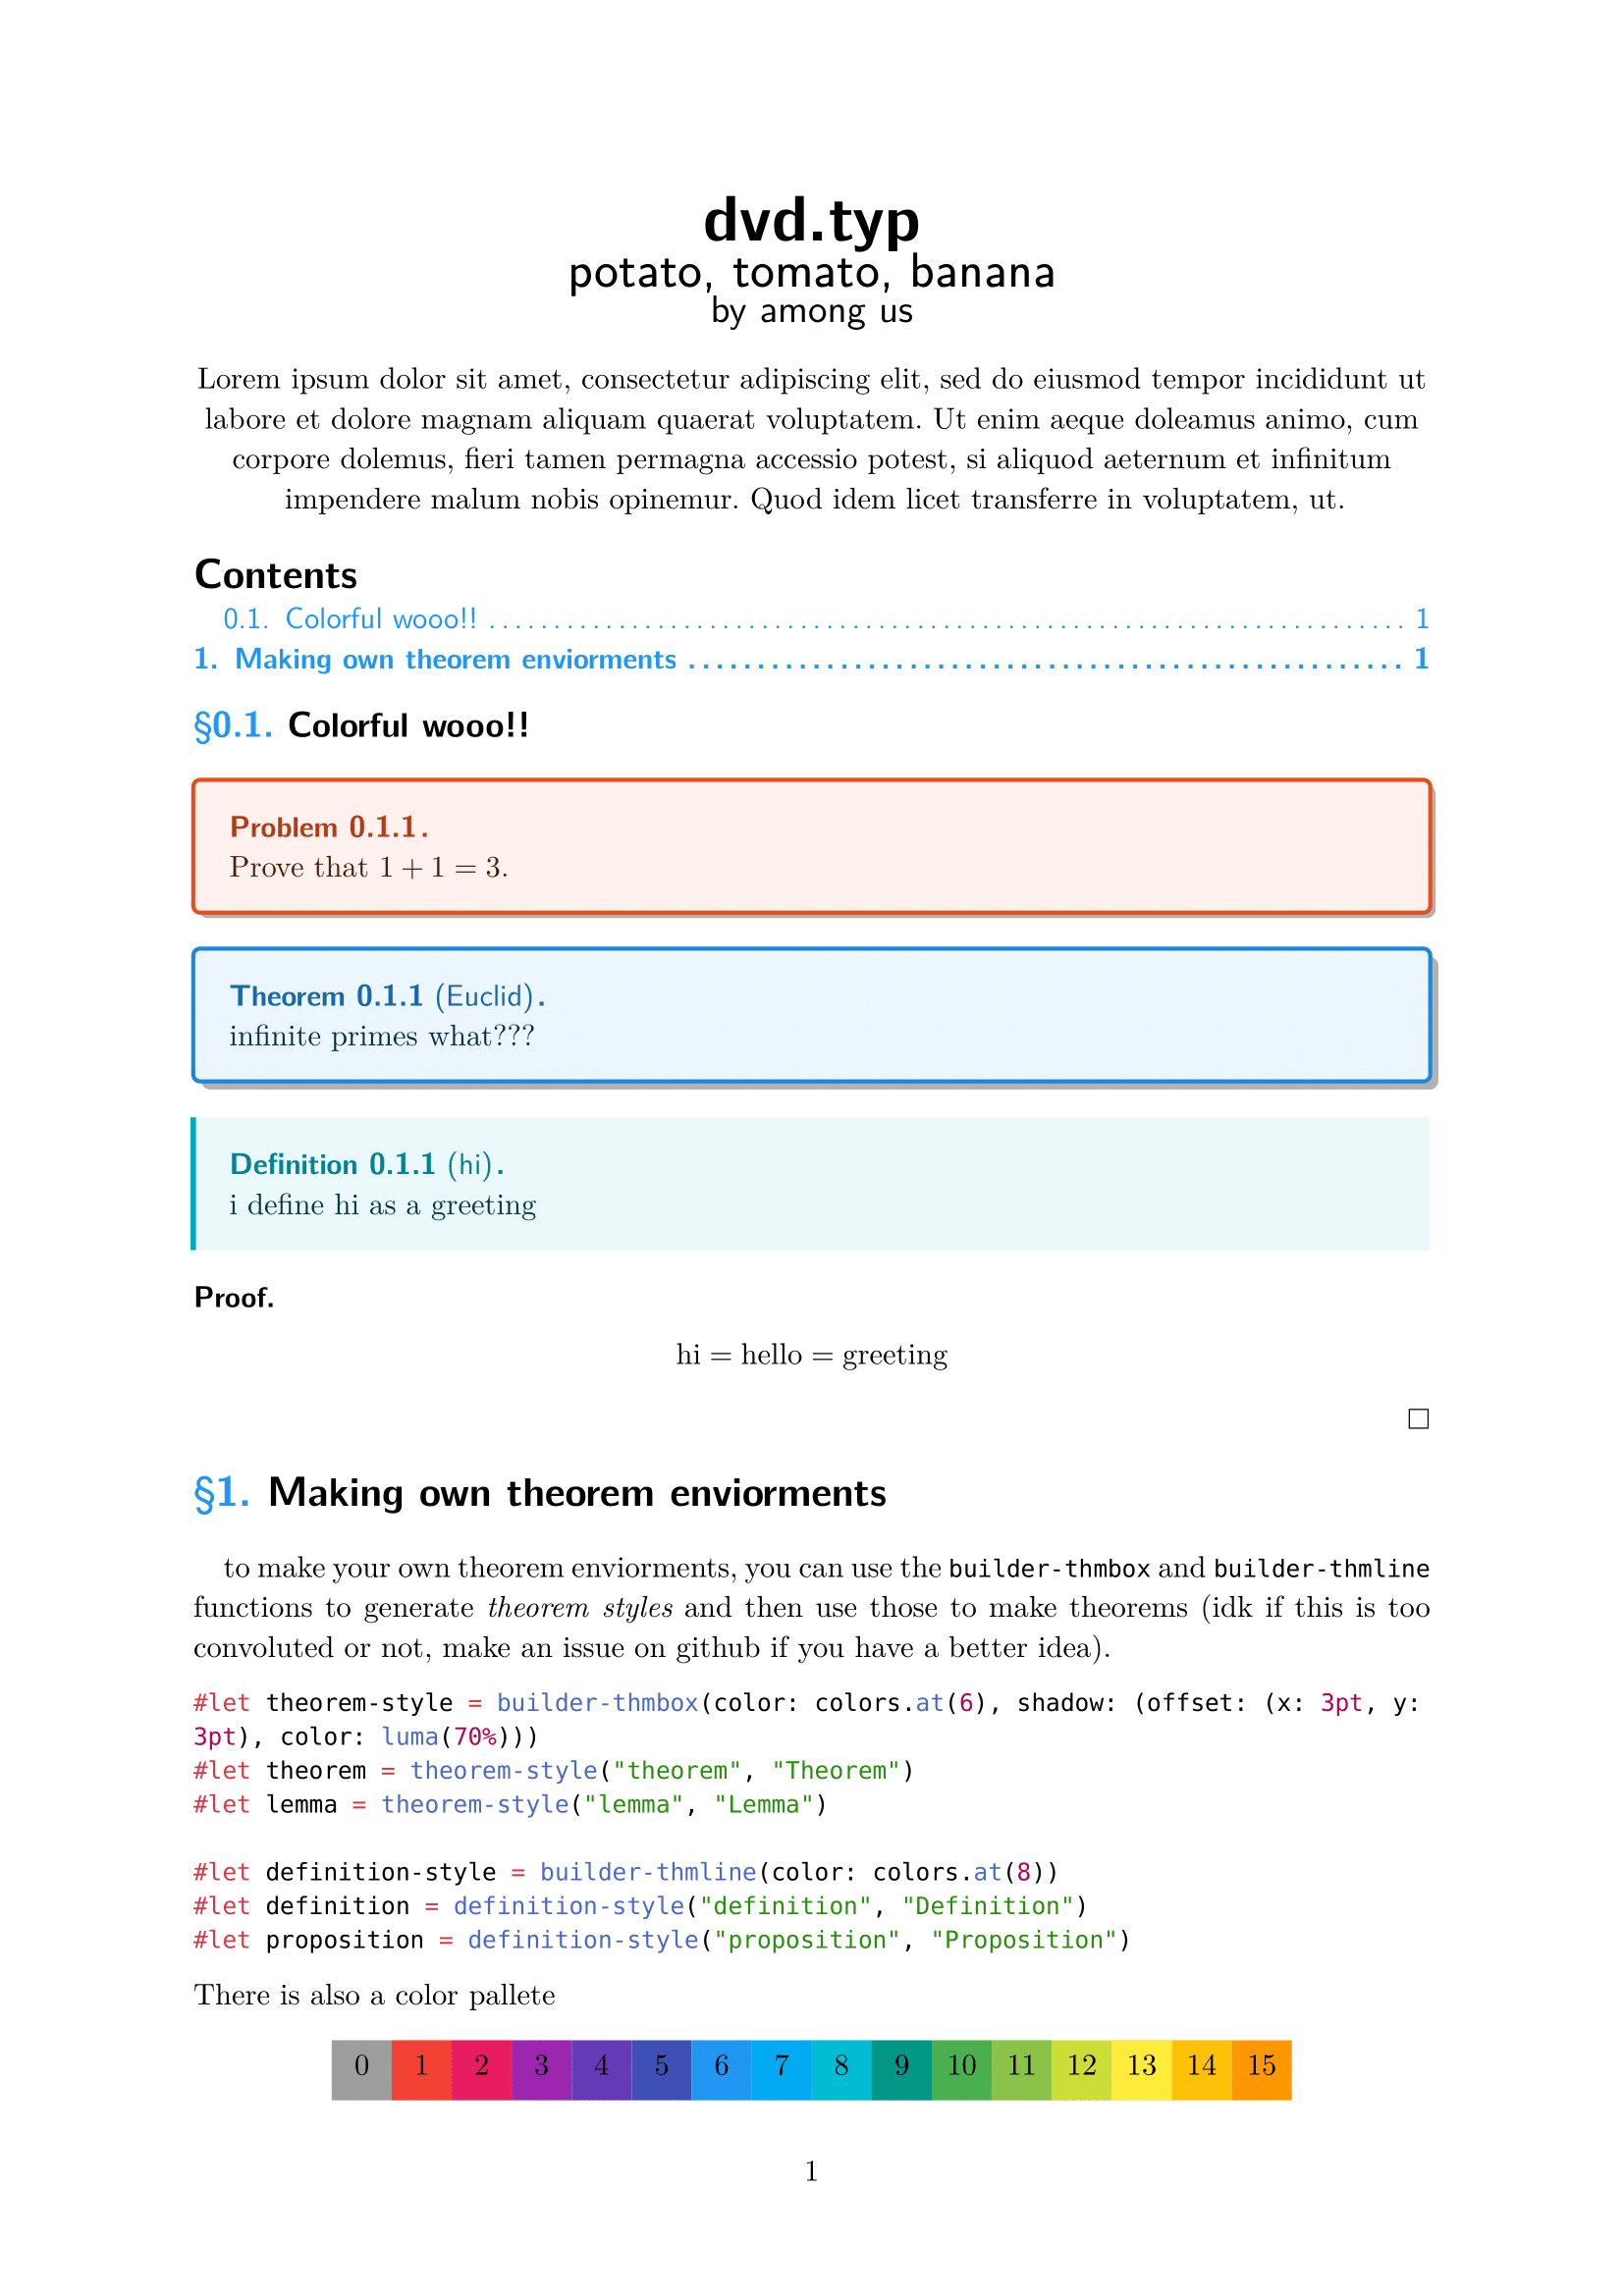 dvd.typ
potato, tomato, banana
by among us
Lorem ipsum dolor sit amet, consectetur adipiscing elit, sed do eiusmod tempor incididunt ut
labore et dolore magnam aliquam quaerat voluptatem. Ut enim aeque doleamus animo, cum
corpore dolemus, fieri tamen permagna accessio potest, si aliquod aeternum et infinitum
impendere malum nobis opinemur. Quod idem licet transferre in voluptatem, ut.
Contents
0.1. Colorful wooo!! ........................................................................ 1
1. Making own theorem enviorments ...................................................... 1
§0.1. Colorful wooo!!
Problem 0.1.1.
Prove that 1 + 1 = 3.
Theorem 0.1.1 (Euclid).
infinite primes what???
Definition 0.1.1 (hi).
i define hi as a greeting
Proof.
hi = hello = greeting
□
§1. Making own theorem enviorments
to make your own theorem enviorments, you can use the builder-thmbox and builder-thmline
functions to generate theorem styles and then use those to make theorems (idk if this is too
convoluted or not, make an issue on github if you have a better idea).
#let theorem-style = builder-thmbox(color: colors.at(6), shadow: (offset: (x: 3pt, y:
3pt), color: luma(70%)))
#let theorem = theorem-style("theorem", "Theorem")
#let lemma = theorem-style("lemma", "Lemma")
#let definition-style = builder-thmline(color: colors.at(8))
#let definition = definition-style("definition", "Definition")
#let proposition = definition-style("proposition", "Proposition")
There is also a color pallete
0 1 2 3 4 5 6 7 8 9 10 11 12 13 14 15
1